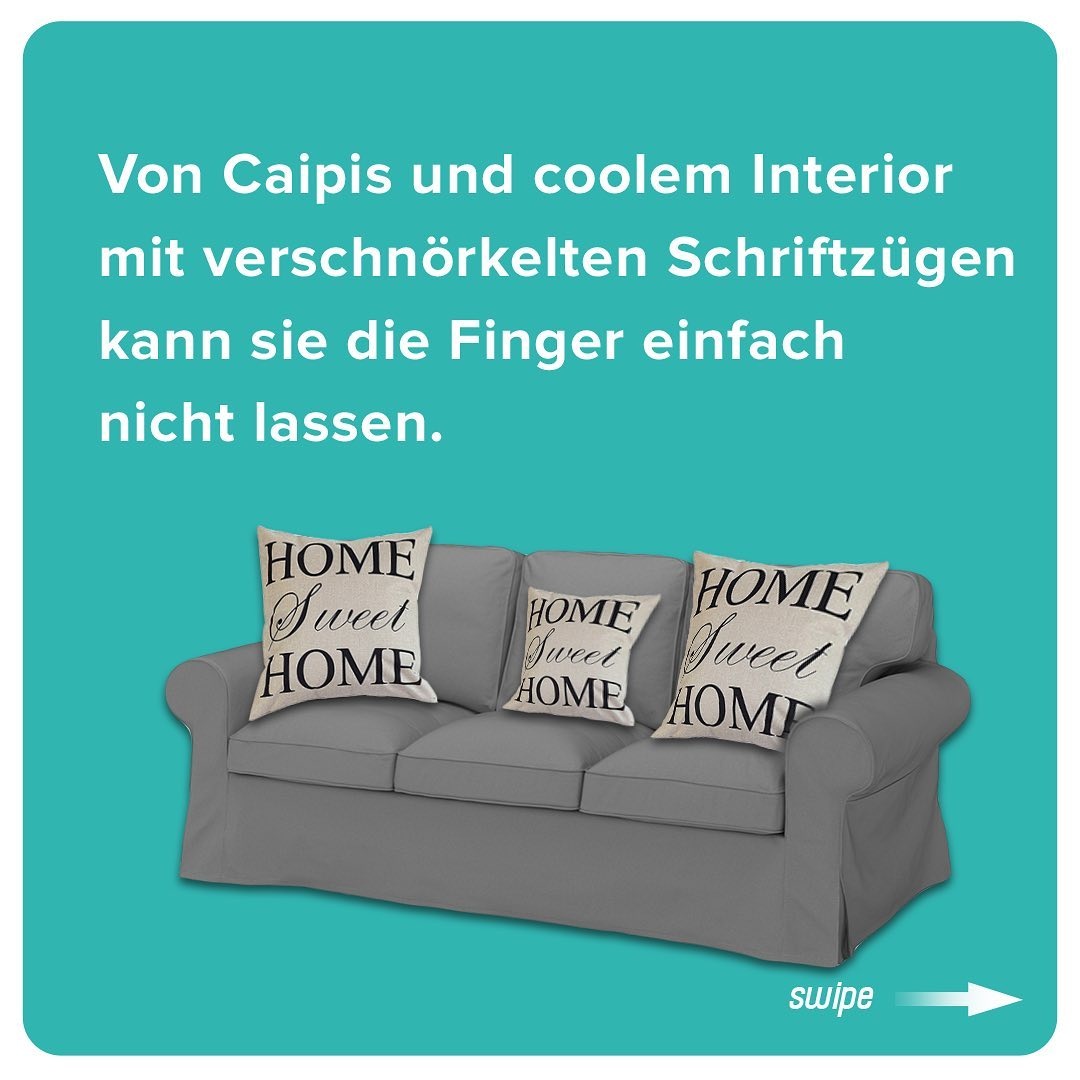 Von Caipis und coolem Interior
mit verschnörkelten Schriftzügen
kann sie die Finger einfach
nicht lassen.
HOME
Sweet
HOME
HOME
Sweet
HOME
HOME
Sweet
HOME
swipe